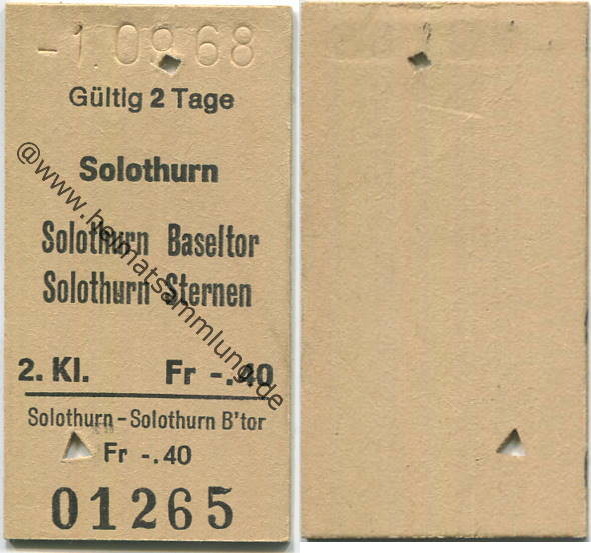 -1.09.68
Gültig 2 Tage
Solothurn
Solothurn Baseltor
Solothurn Sternen
2. Kl. Fr -.40
Solothurn - Solothurn B'tor
Fr -.40
01265
@www.heimatsammlung.de